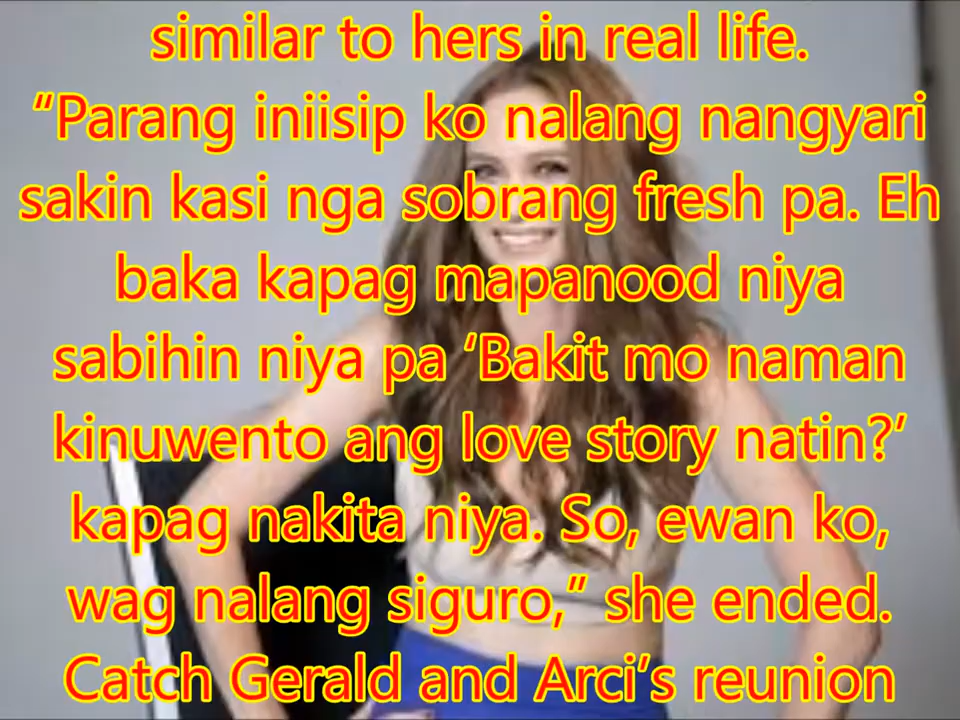 similar to hers in real life.
“Parang iniisip ko nalang nangyari
sakin kasi nga sobrang fresh pa. Eh
baka kapag mapanood niya
sabihin niya pa ‘Bakit mo naman
kinuwento ang love story natin?’
kapag nakita niya. So, ewan ko,
wag nalang siguro,” she ended.
Catch Gerald and Arci’s reunion